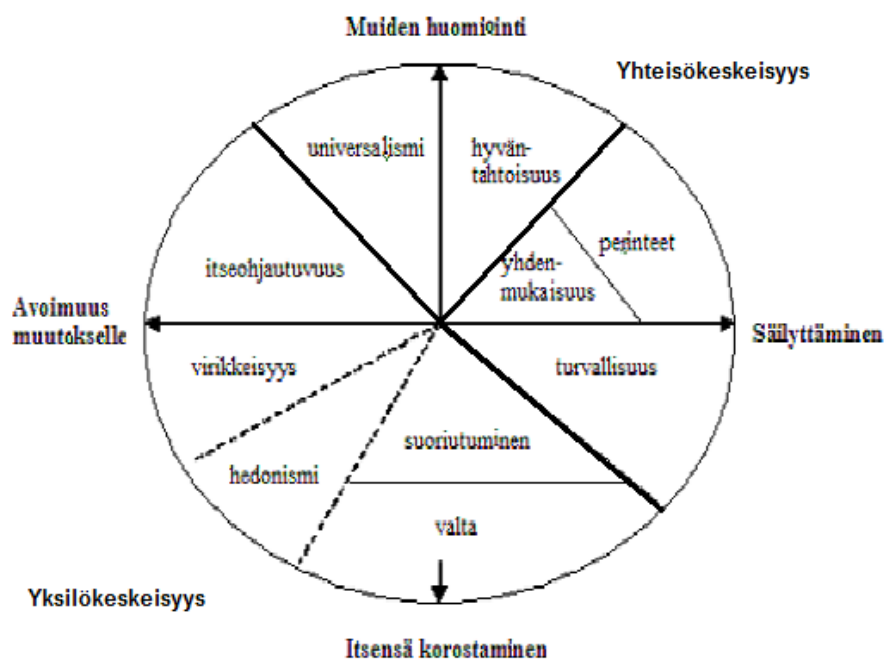 Muiden huomiointi
Yhteisökeskeisyys
universalismi
hyvän-
tahtoisuus
perinteet
yhden-
mukaisuus
itseohjautuvuus
Avoimuus
muutokselle
Säilyttäminen
virikkeisyys
turvallisuus
suoriutuminen
hedonismi
valta
Yksilökeskeisyys
Itsensä korostaminen